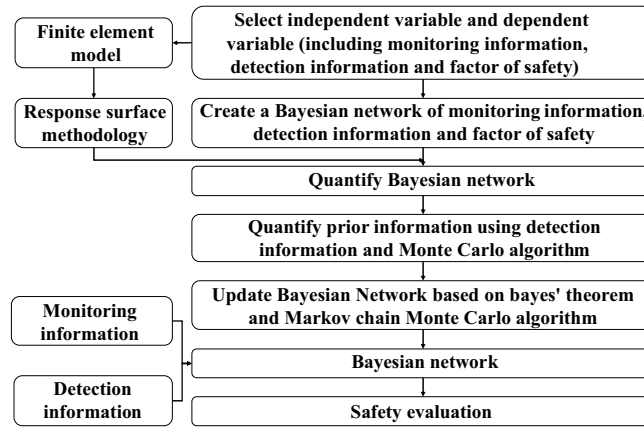 Finite element
model
Select independent variable and dependent
variable (including monitoring information,
detection information and factor of safety)
Response surface
methodology
Create a Bayesian network of monitoring information,
detection information and factor of safety
Quantify Bayesian network
Quantify prior information using detection
information and Monte Carlo algorithm
Update Bayesian Network based on bayes' theorem
and Markov chain Monte Carlo algorithm
Monitoring
information
Bayesian network
Detection
information
Safety evaluation